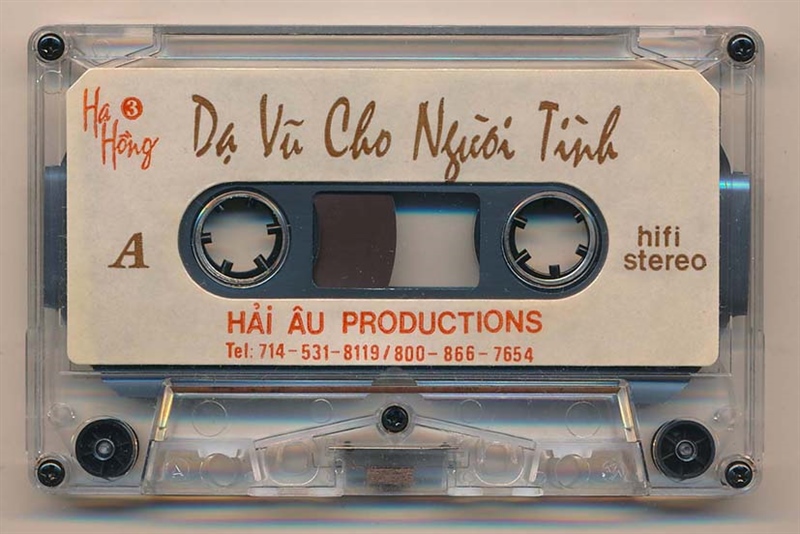 Hạ ③
Hồng
Dạ Vũ Cho Người Tình
A
hifi
stereo
HẢI ÂU PRODUCTIONS
Tel: 714-531-8119/800-866-7654